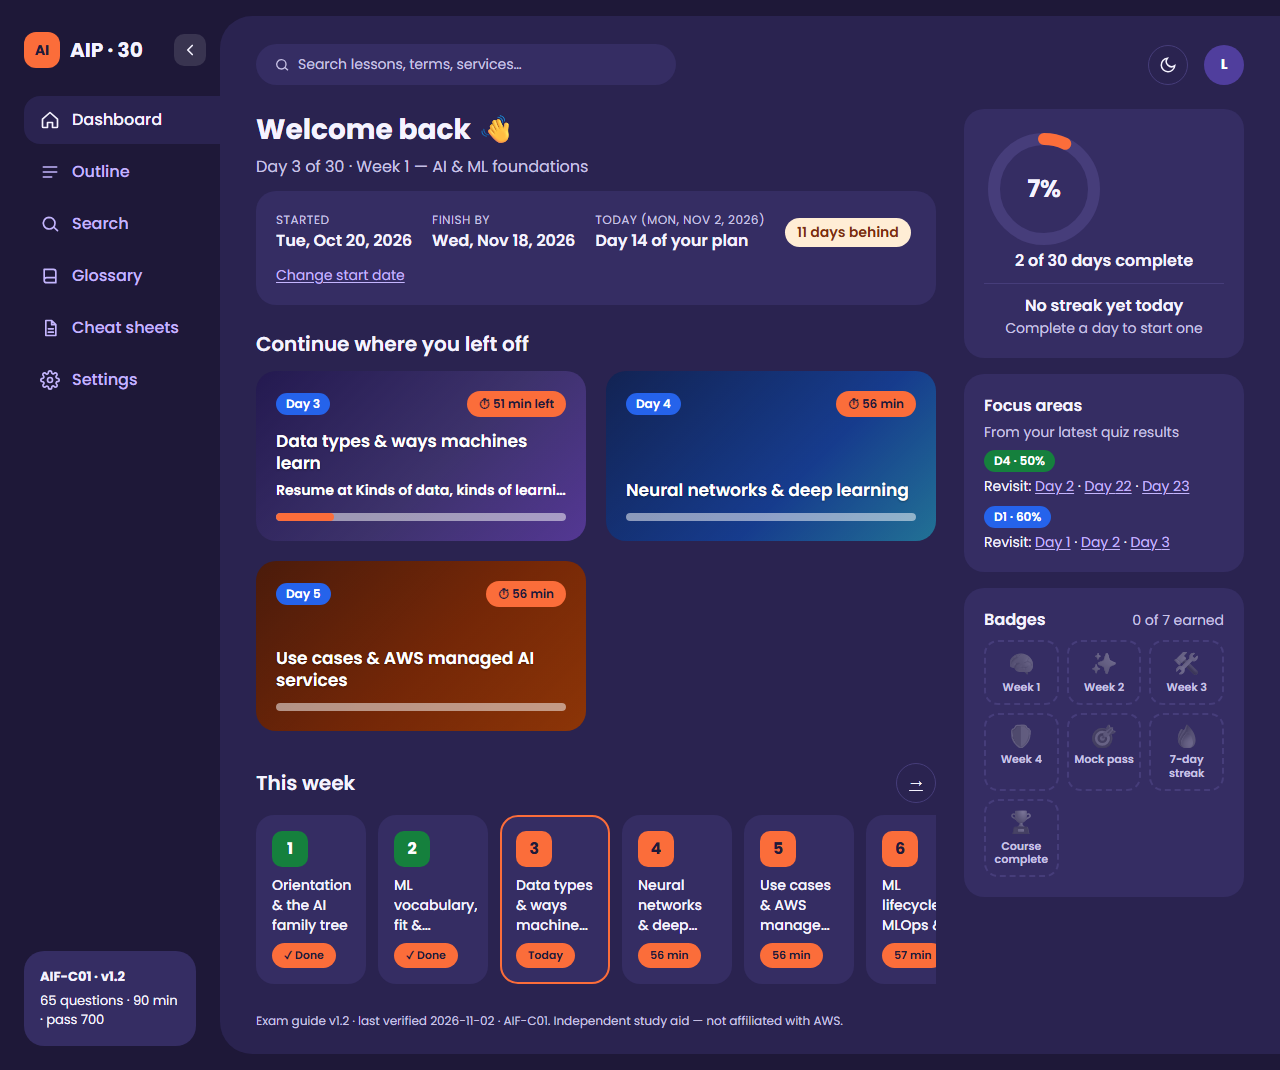 AI AIP · 30
Dashboard
Outline
Search
Glossary
Cheat sheets
Settings
AIF-C01 · v1.2
65 questions · 90 min
· pass 700
Search lessons, terms, services...
L
Welcome back 👋
Day 3 of 30 · Week 1 — AI & ML foundations
STARTED
Tue, Oct 20, 2026
FINISH BY
Wed, Nov 18, 2026
TODAY (MON, NOV 2, 2026)
Day 14 of your plan
11 days behind
Change start date
Continue where you left off
Day 3
⏱ 51 min left
Data types & ways machines
learn
Resume at Kinds of data, kinds of learni...
Day 4
⏱ 56 min
Neural networks & deep learning
Day 5
⏱ 56 min
Use cases & AWS managed AI
services
This week
→
1
Orientation
& the AI
family tree
✓ Done
2
ML
vocabulary,
fit &...
✓ Done
3
Data types
& ways
machine...
Today
4
Neural
networks
& deep...
56 min
5
Use cases
& AWS
manage...
56 min
6
ML
lifecycle
MLOps &
57 min
Exam guide v1.2 · last verified 2026-11-02 · AIF-C01. Independent study aid — not affiliated with AWS.
7%
2 of 30 days complete
No streak yet today
Complete a day to start one
Focus areas
From your latest quiz results
D4 · 50%
Revisit: Day 2 · Day 22 · Day 23
D1 · 60%
Revisit: Day 1 · Day 2 · Day 3
Badges
0 of 7 earned
Week 1
Week 2
Week 3
Week 4
Mock pass
7-day
streak
Course
complete